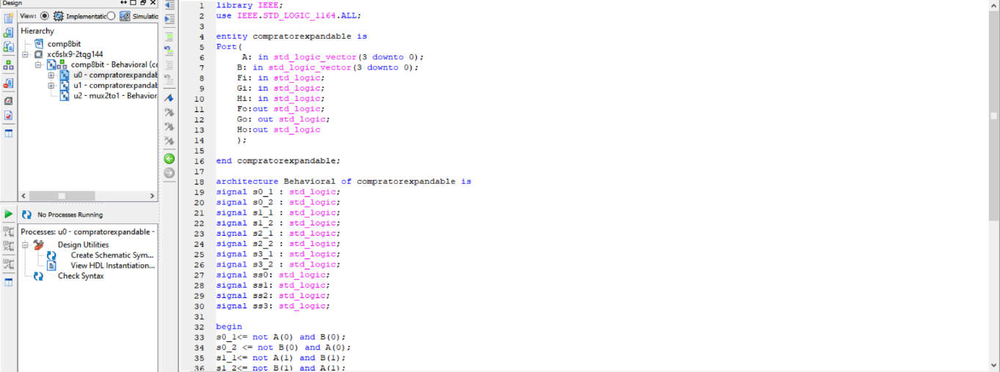 Design
View: Implementatic Simulatio
Hierarchy
comp8bit
xc6slx9-2tqg144
comp8bit - Behavioral (cc
u0 - compratorexpandab
u1 - compratorexpandab
u2 - mux2to1 - Behavior
No Processes Running
Processes: u0 - compratorexpandable -
Design Utilities
Create Schematic Sym...
View HDL Instantiation...
Check Syntax
1 library IEEE;
2 use IEEE.STD_LOGIC_1164.ALL;
3
4 entity compratorexpandable is
5 Port(
6 A: in std_logic_vector(3 downto 0);
7 B: in std_logic_vector(3 downto 0);
8 Fi: in std_logic;
9 Gi: in std_logic;
10 Hi: in std_logic;
11 Fo:out std_logic;
12 Go: out std_logic;
13 Ho:out std_logic
14 );
15
16 end compratorexpandable;
17
18 architecture Behavioral of compratorexpandable is
19 signal s0_1 : std_logic;
20 signal s0_2 : std_logic;
21 signal s1_1 : std_logic;
22 signal s1_2 : std_logic;
23 signal s2_1 : std_logic;
24 signal s2_2 : std_logic;
25 signal s3_1 : std_logic;
26 signal s3_2 : std_logic;
27 signal ss0: std_logic;
28 signal ss1: std_logic;
29 signal ss2: std_logic;
30 signal ss3: std_logic;
31
32 begin
33 s0_1<= not A(0) and B(0);
34 s0_2 <= not B(0) and A(0);
35 s1_1<= not A(1) and B(1);
36 s1_2<= not B(1) and A(1);